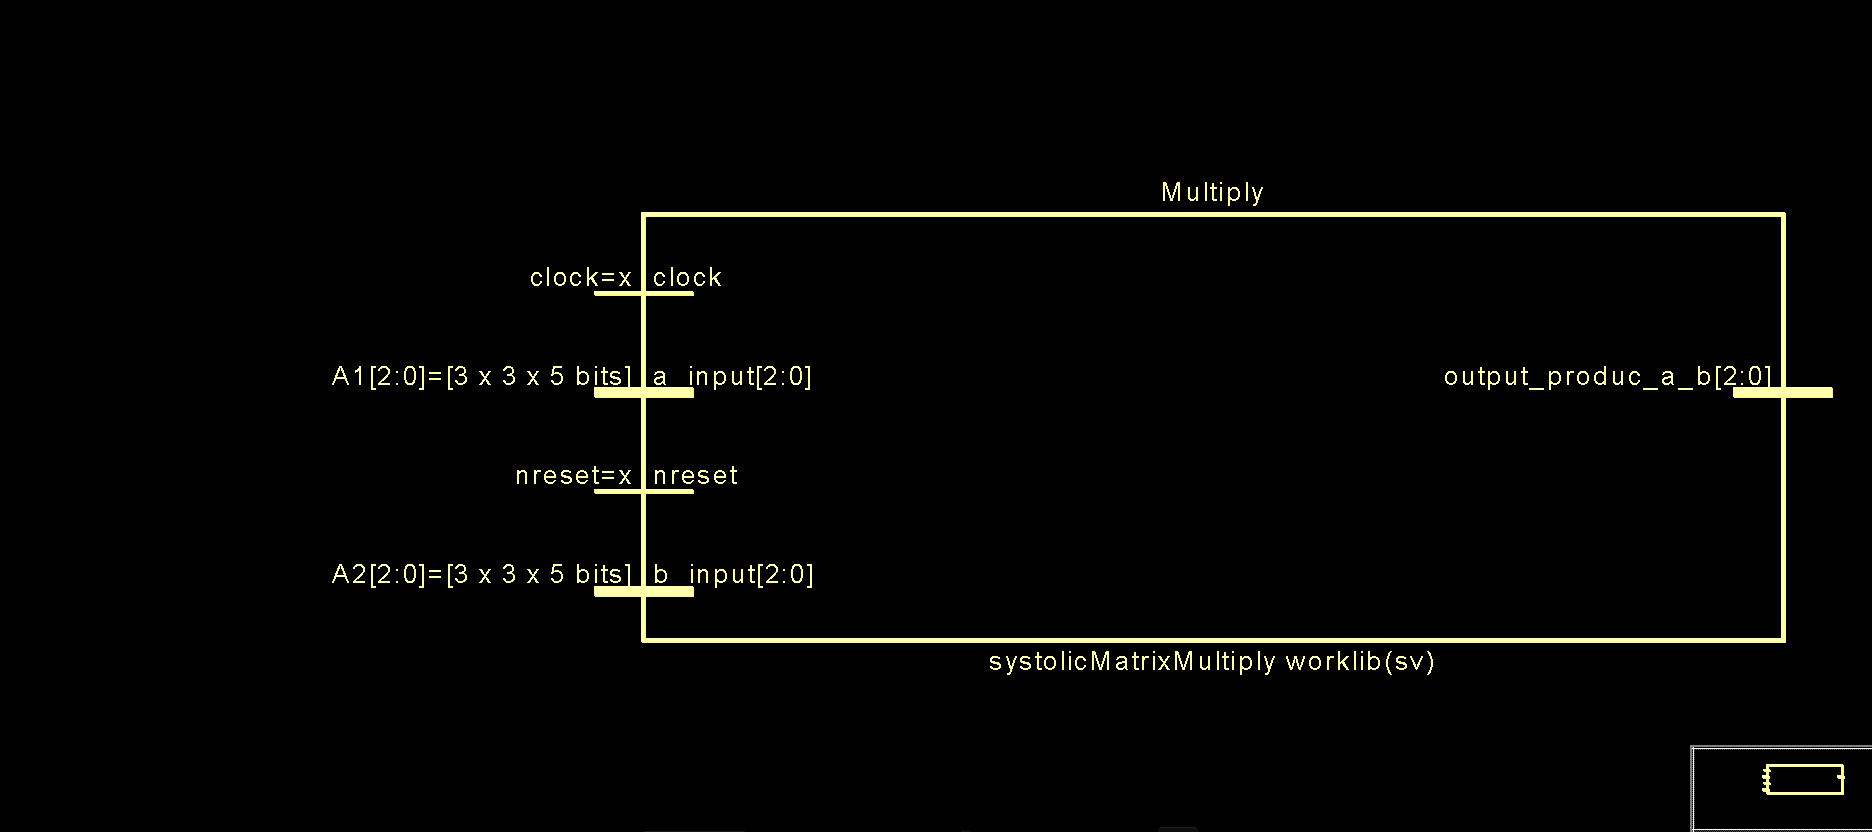 Multiply
clock=x clock
A1[2:0]=[3 x 3 x 5 bits] a_input[2:0] output_produc_a_b[2:0]
nreset=x nreset
A2[2:0]=[3 x 3 x 5 bits] b_input[2:0]
systolicMatrixMultiply worklib(sv)